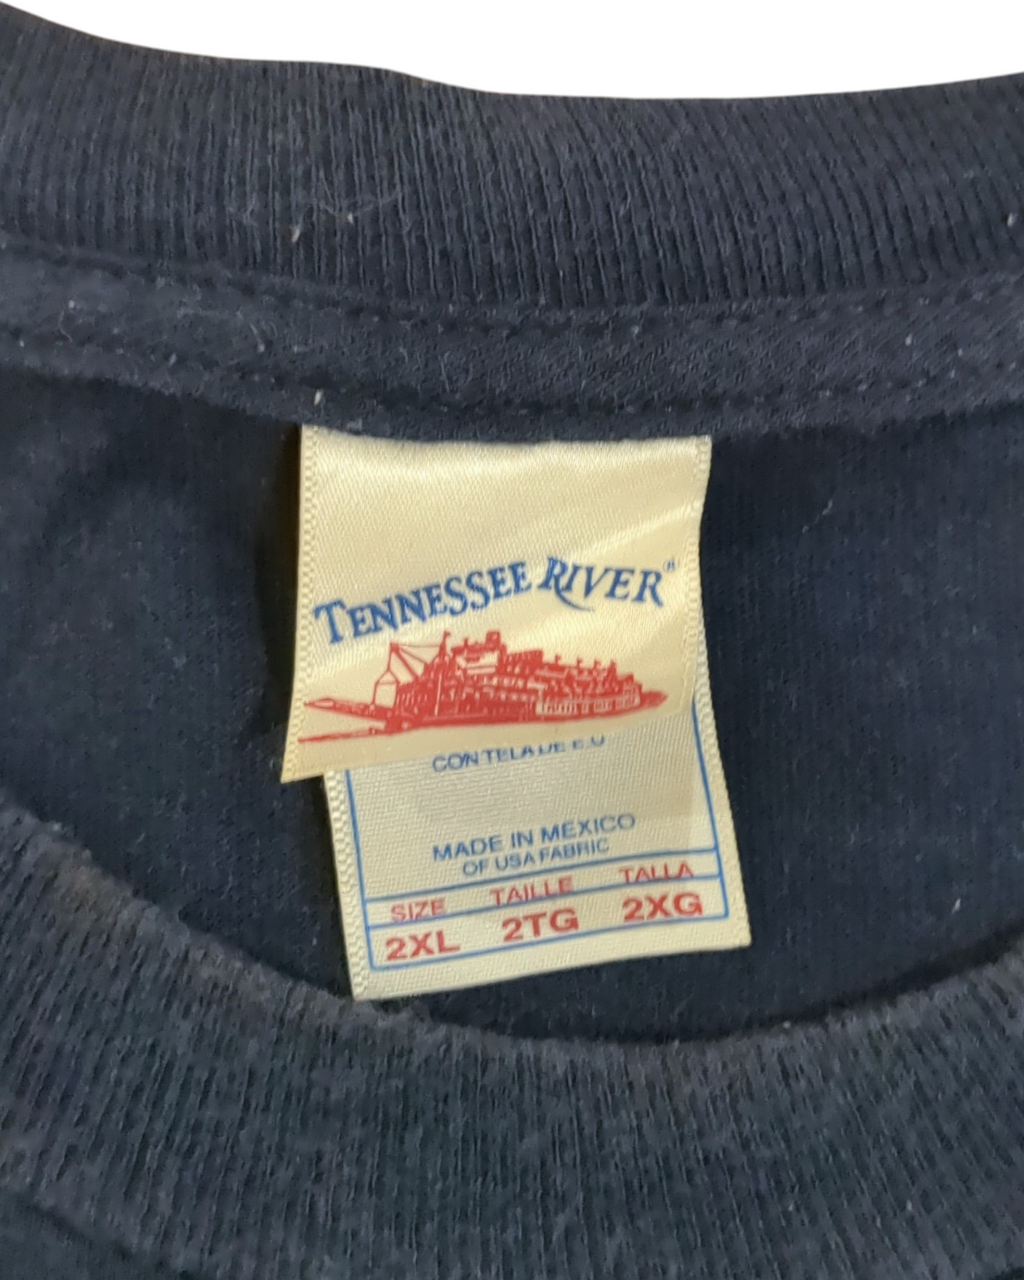 TENNESSEE RIVER®
CON TELA DE E.U
MADE IN MEXICO
OF USA FABRIC
SIZE TAILLE TALLA
2XL 2TG 2XG